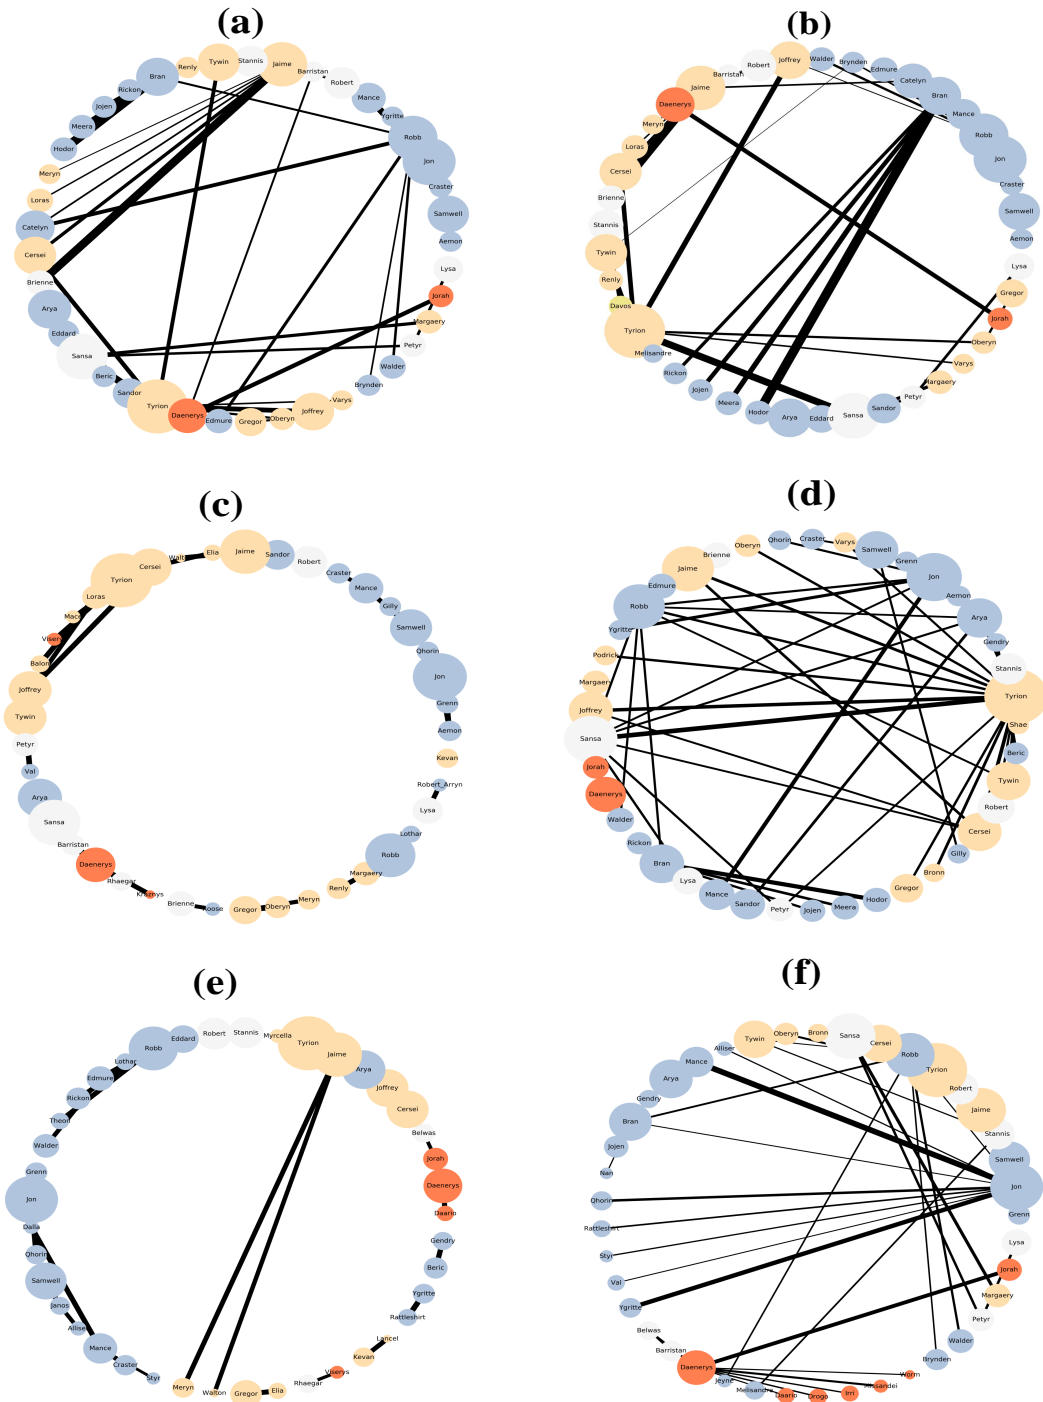 (a)
Stannis
Tywin
Jaime
Renly
Barristan
Bran
Robert
Rickon
Mance
Jojen
Ygritte
Meera
Robb
Hodor
Jon
Meryn
Craster
Loras
Samwell
Catelyn
Aemon
Cersei
Lysa
Brienne
Jorah
Arya
Margaery
Eddard
Petyr
Sansa
Walder
Beric
Brynden
Sandor
Varys
Tyrion
Joffrey
Daenerys
Oberyn
Edmure
Gregor
(b)
Joffrey
Walder
Robert
Brynden
Barristan
Edmure
Jaime
Catelyn
Daenerys
Bran
Meryn
Mance
Loras
Robb
Cersei
Jon
Brienne
Craster
Stannis
Samwell
Tywin
Aemon
Renly
Lysa
Davos
Gregor
Tyrion
Jorah
Melisandre
Oberyn
Rickon
Varys
Jojen
Margaery
Meera
Petyr
Hodor
Sandor
Arya
Eddard
Sansa
(c)
Elia
Jaime
Sandor
Cersei
Robert
Tyrion
Craster
Loras
Mance
Mace
Gilly
Samwell
Balon
Qhorin
Joffrey
Jon
Tywin
Grenn
Petyr
Aemon
Val
Kevan
Arya
Robert_Arryn
Sansa
Lysa
Barristan
Lothar
Daenerys
Robb
Rhaegar
Margaery
Kraznys
Renly
Brienne
Meryn
Roose
Oberyn
Gregor
(d)
Qhorin
Craster
Varys
Oberyn
Samwell
Brienne
Grenn
Jaime
Jon
Edmure
Aemon
Robb
Arya
Ygritte
Gendry
Podrick
Stannis
Margaery
Tyrion
Joffrey
Shae
Sansa
Beric
Jorah
Tywin
Daenerys
Robert
Walder
Cersei
Rickon
Gilly
Bran
Bronn
Lysa
Gregor
Mance
Hodor
Sandor
Meera
Petyr
Jojen
(e)
Robert
Stannis
Myrcella
Eddard
Tyrion
Robb
Jaime
Lothar
Arya
Edmure
Joffrey
Rickon
Cersei
Theon
Belwas
Walder
Jorah
Grenn
Daenerys
Jon
Daario
Dalla
Gendry
Qhorin
Beric
Samwell
Ygritte
Janos
Rattleshirt
Allise
Lancel
Mance
Kevan
Craster
Viserys
Styr
Rhaegar
Meryn
Elia
Walton
Gregor
(f)
Bronn
Sansa
Oberyn
Cersei
Tywin
Robb
Alliser
Tyrion
Mance
Robert
Arya
Jaime
Gendry
Stannis
Bran
Samwell
Jojen
Jon
Nan
Grenn
Qhorin
Lysa
Rattleshirt
Jorah
Styr
Margaery
Val
Petyr
Ygritte
Walder
Belwas
Brynden
Barristan
Worm
Daenerys
Missandei
Jeyne
Irri
Melisandre
Drogo
Daario